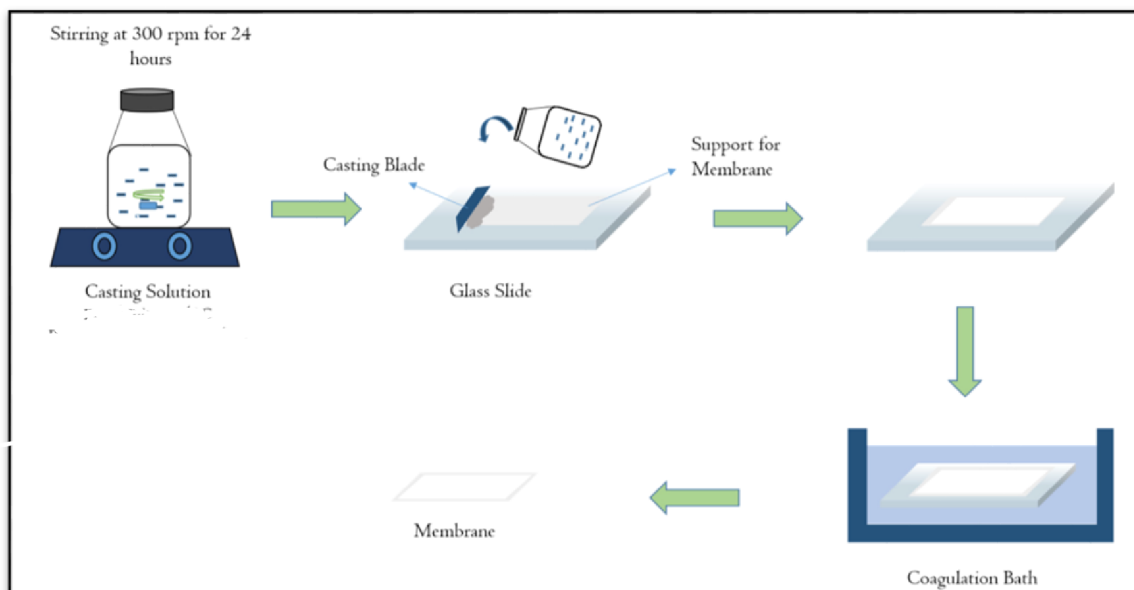 Stirring at 300 rpm for 24
hours
Casting Blade
Support for
Membrane
Casting Solution
Glass Slide
Membrane
Coagulation Bath